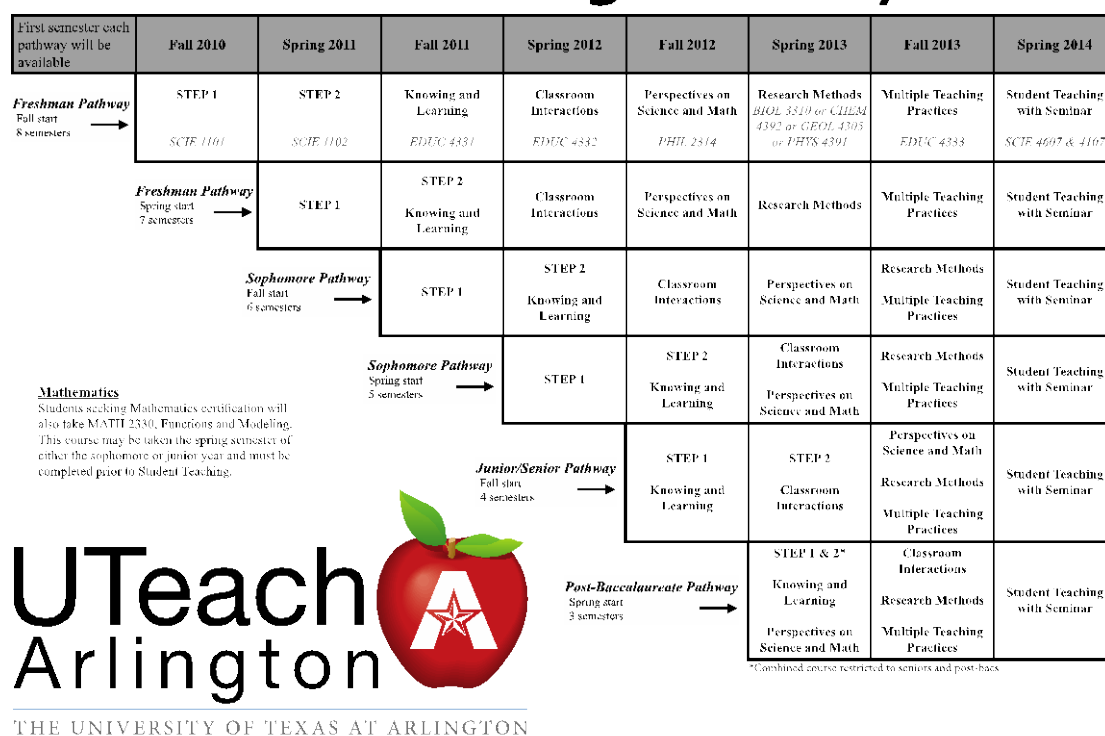 First semester each
pathway will be
available
Fall 2010
Spring 2011
Fall 2011
Spring 2012
Fall 2012
Spring 2013
Fall 2013
Spring 2014
Freshman Pathway
Fall start
8 semesters
STEP 1
SCIE 1101
STEP 2
SCIE 1102
Knowing and
Learning
EDUC 4331
Classroom
Interactions
EDUC 4332
Perspectives on
Science and Math
PHIL 2314
Research Methods
BIOL 3310 or CHEM
4392 or GEOL 4305
or PHYS 4391
Multiple Teaching
Practices
EDUC 4333
Student Teaching
with Seminar
SCIE 4607 & 4107
Freshman Pathway
Spring start
7 semesters
STEP 1
STEP 2
Knowing and
Learning
Classroom
Interactions
Perspectives on
Science and Math
Research Methods
Multiple Teaching
Practices
Student Teaching
with Seminar
Sophomore Pathway
Fall start
6 semesters
STEP 1
STEP 2
Knowing and
Learning
Classroom
Interactions
Perspectives on
Science and Math
Research Methods
Multiple Teaching
Practices
Student Teaching
with Seminar
Sophomore Pathway
Spring start
5 semesters
STEP 1
STEP 2
Knowing and
Learning
Classroom
Interactions
Perspectives on
Science and Math
Research Methods
Multiple Teaching
Practices
Student Teaching
with Seminar
Mathematics
Students seeking Mathematics certification will
also take MATH 2330, Functions and Modeling.
This course may be taken the spring semester of
either the sophomore or junior year and must be
completed prior to Student Teaching.
Junior/Senior Pathway
Fall start
4 semesters
STEP 1
Knowing and
Learning
STEP 2
Classroom
Interactions
Perspectives on
Science and Math
Research Methods
Multiple Teaching
Practices
Student Teaching
with Seminar
Post-Baccalaureate Pathway
Spring start
3 semesters
STEP 1 & 2*
Knowing and
Learning
Perspectives on
Science and Math
Classroom
Interactions
Research Methods
Multiple Teaching
Practices
Student Teaching
with Seminar
*Combined course restricted to seniors and post-bacs
UTeach
Arlington
A
THE UNIVERSITY OF TEXAS AT ARLINGTON